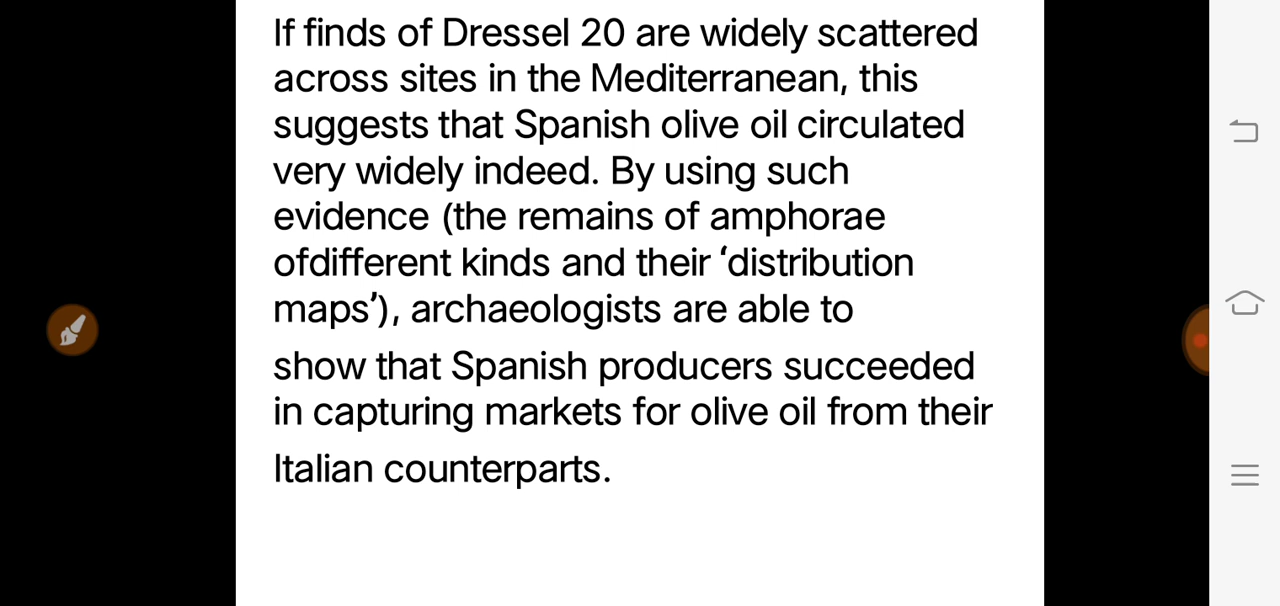 If finds of Dressel 20 are widely scattered
across sites in the Mediterranean, this
suggests that Spanish olive oil circulated
very widely indeed. By using such
evidence (the remains of amphorae
ofdifferent kinds and their ‘distribution
maps’), archaeologists are able to
show that Spanish producers succeeded
in capturing markets for olive oil from their
Italian counterparts.